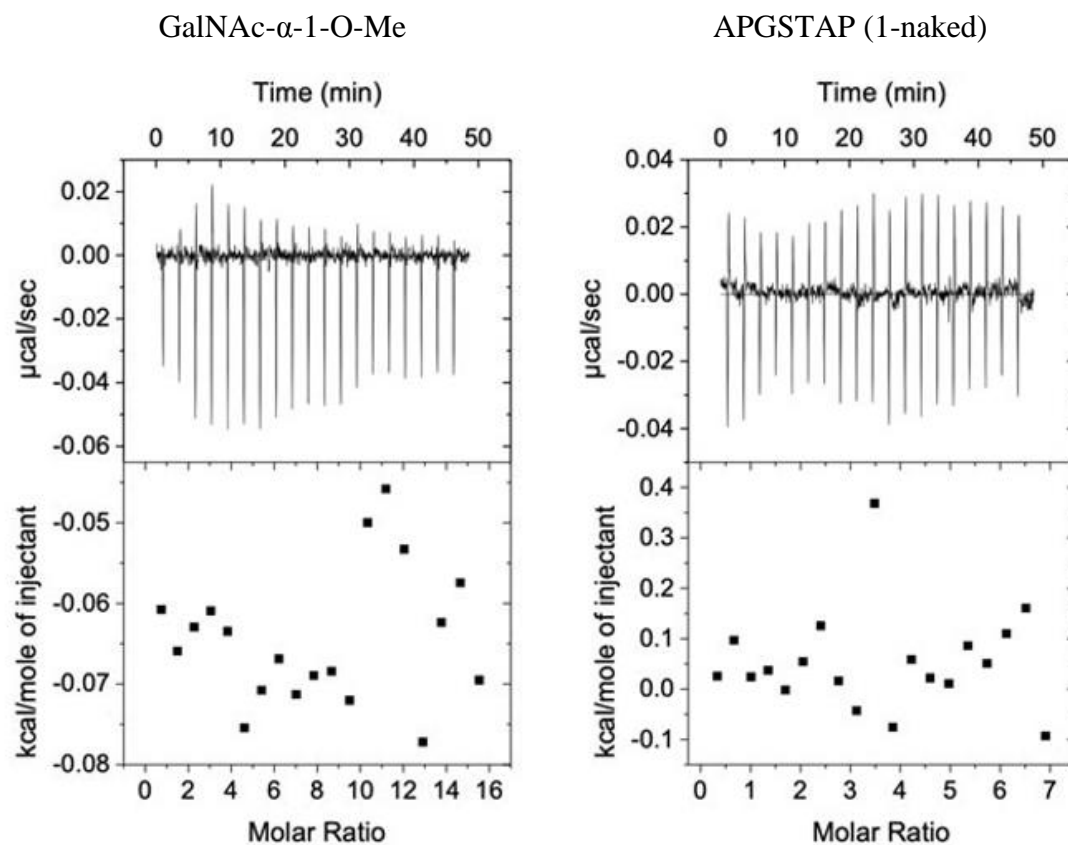 GalNAc-α-1-O-Me
APGSTAP (1-naked)
Time (min)
0 10 20 30 40 50
0.02
0.00
-0.02
-0.04
-0.06
µcal/sec
-0.05
-0.06
-0.07
-0.08
kcal/mole of injectant
0 2 4 6 8 10 12 14 16
Molar Ratio
Time (min)
0 10 20 30 40 50
0.04
0.02
0.00
-0.02
-0.04
µcal/sec
0.4
0.3
0.2
0.1
0.0
-0.1
kcal/mole of injectant
0 1 2 3 4 5 6 7
Molar Ratio